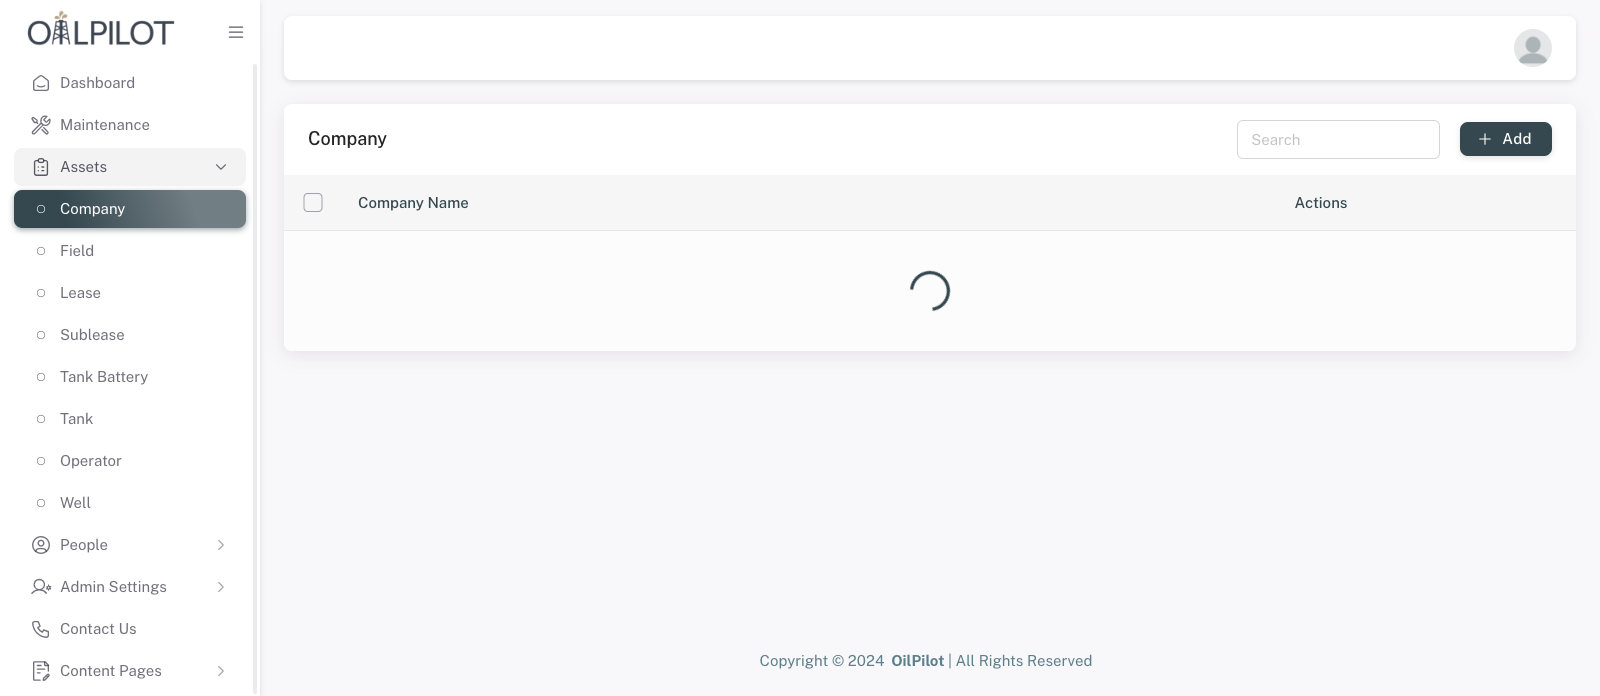 OILPILOT
Dashboard
Maintenance
Assets
Company
Field
Lease
Sublease
Tank Battery
Tank
Operator
Well
People
Admin Settings
Contact Us
Content Pages
Company
Search
Add
Company Name
Actions
Copyright © 2024 OilPilot | All Rights Reserved